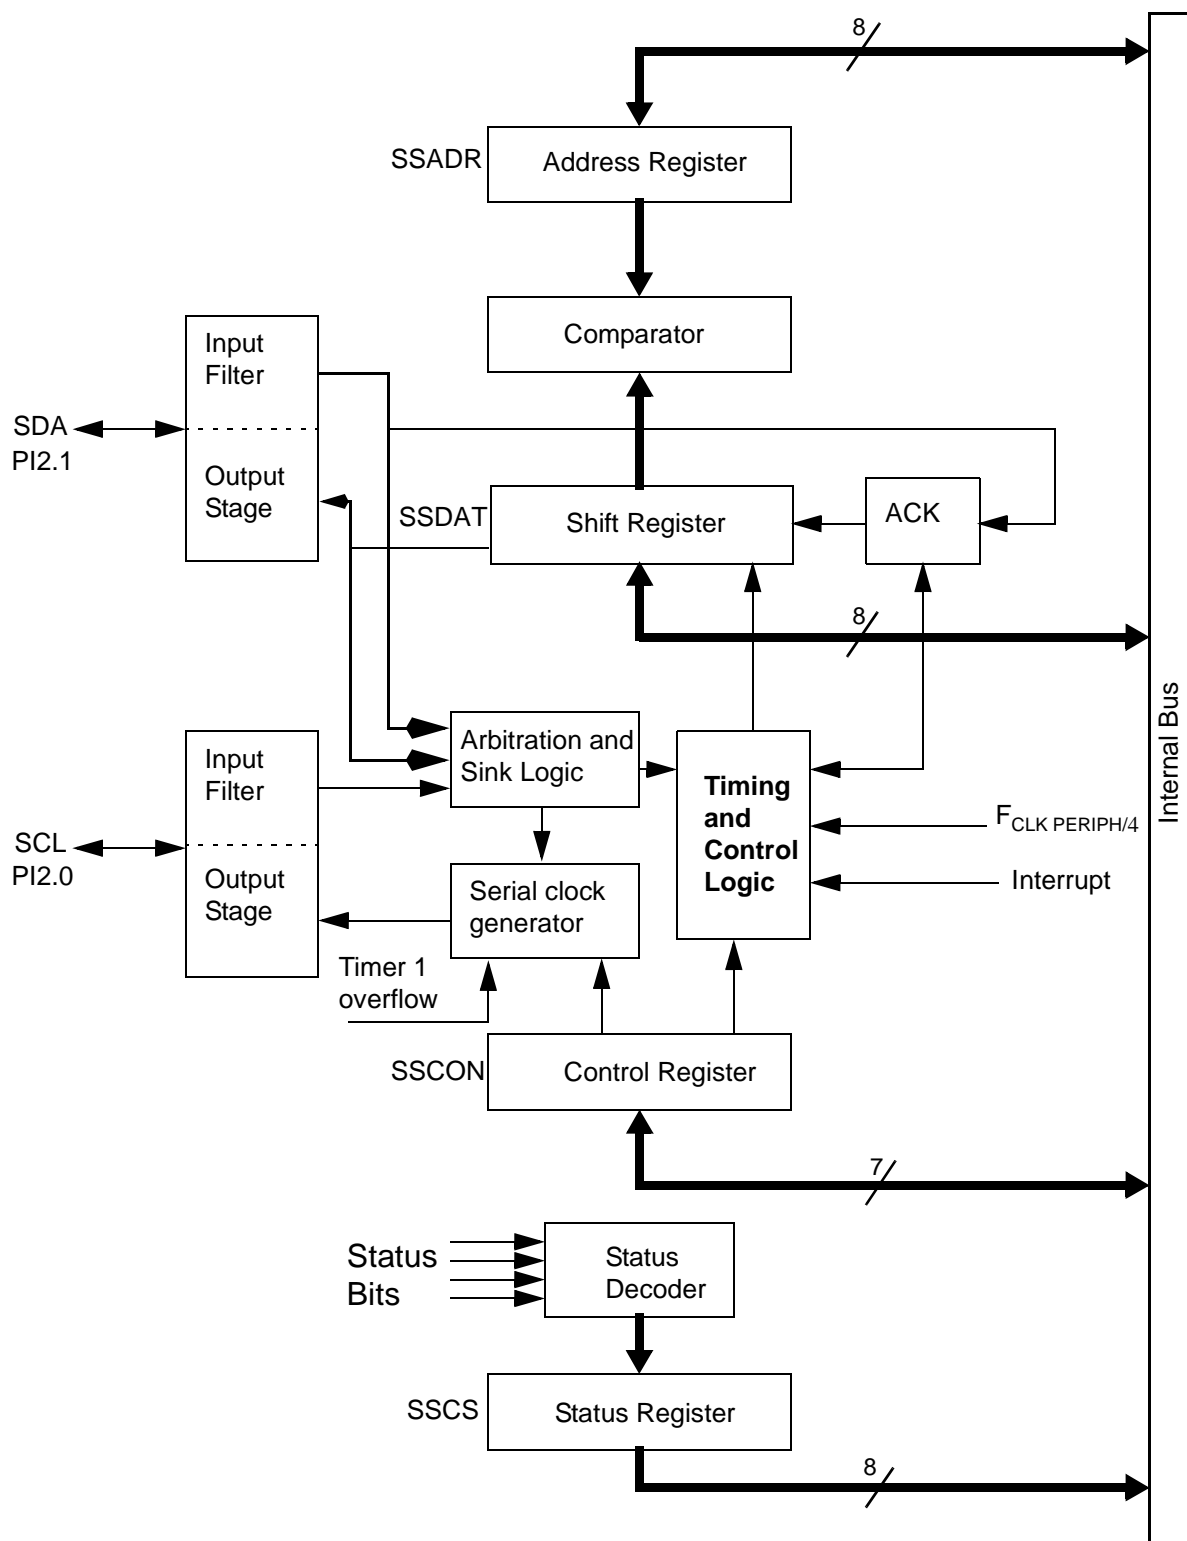 8
SSADR
Address Register
Comparator
Input
Filter
SDA
PI2.1
Output
Stage
SSDAT
Shift Register
ACK
8
Internal Bus
Arbitration and
Sink Logic
Input
Filter
Timing
and
Control
Logic
FCLK PERIPH/4
SCL
PI2.0
Output
Stage
Serial clock
generator
Interrupt
Timer 1
overflow
SSCON
Control Register
7
Status
Bits
Status
Decoder
SSCS
Status Register
8